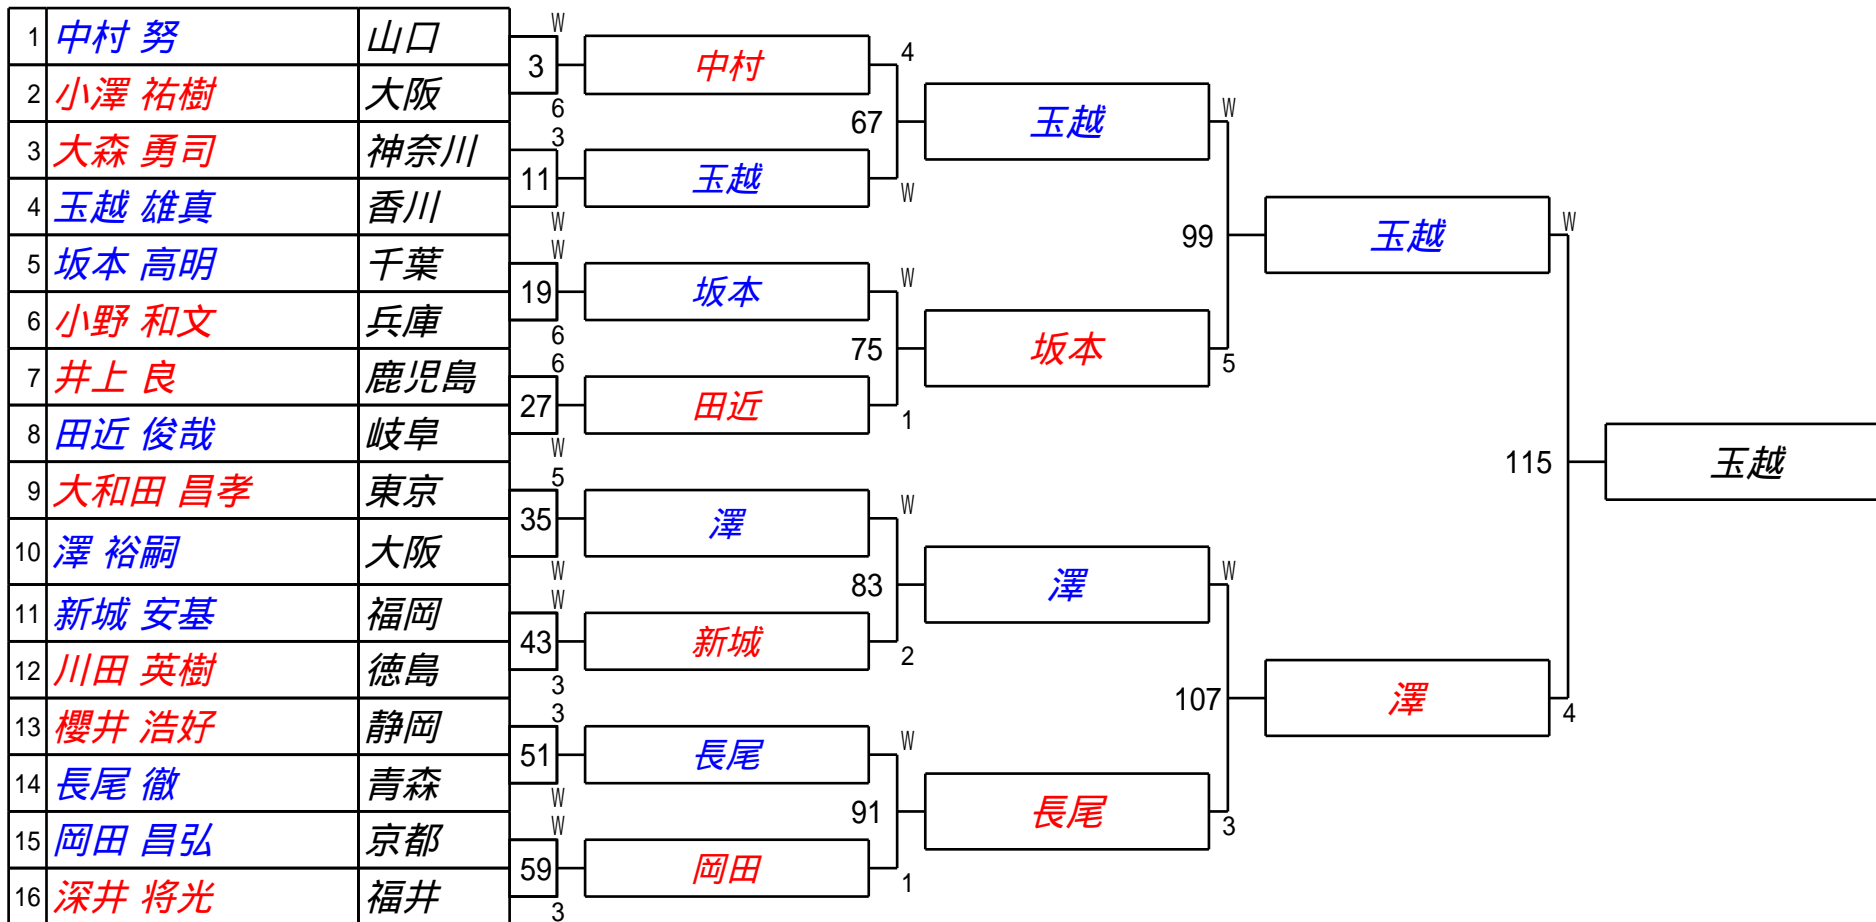 1 中村 努 山口
2 小澤 祐樹 大阪
3 大森 勇司 神奈川
4 玉越 雄真 香川
5 坂本 高明 千葉
6 小野 和文 兵庫
7 井上 良 鹿児島
8 田近 俊哉 岐阜
9 大和田 昌孝 東京
10 澤 裕嗣 大阪
11 新城 安基 福岡
12 川田 英樹 徳島
13 櫻井 浩好 静岡
14 長尾 徹 青森
15 岡田 昌弘 京都
16 深井 将光 福井
W
3
6
3
11
W
W
19
6
6
27
W
5
35
W
W
43
3
3
51
W
W
59
3
中村
4
67
玉越
W
坂本
W
75
田近
1
澤
W
83
新城
2
長尾
W
91
岡田
1
玉越
W
99
坂本
5
澤
W
107
長尾
3
玉越
W
115
澤
4
玉越